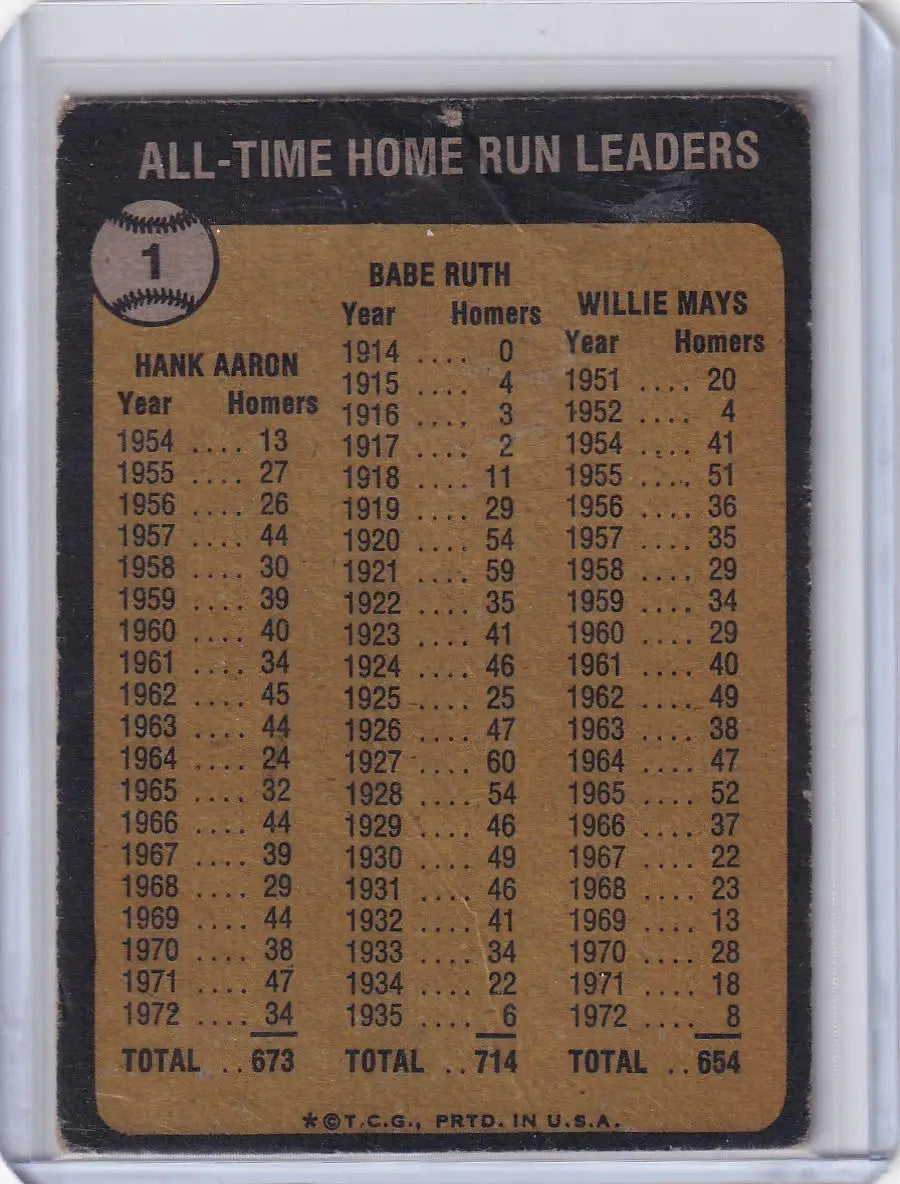 ALL-TIME HOME RUN LEADERS
1
HANK AARON
Year Homers
1954 .... 13
1955 .... 27
1956 .... 26
1957 .... 44
1958 .... 30
1959 .... 39
1960 .... 40
1961 .... 34
1962 .... 45
1963 .... 44
1964 .... 24
1965 .... 32
1966 .... 44
1967 .... 39
1968 .... 29
1969 .... 44
1970 .... 38
1971 .... 47
1972 .... 34
TOTAL .. 673
BABE RUTH
Year Homers
1914 .... 0
1915 .... 4
1916 .... 3
1917 .... 2
1918 .... 11
1919 .... 29
1920 .... 54
1921 .... 59
1922 .... 35
1923 .... 41
1924 .... 46
1925 .... 25
1926 .... 47
1927 .... 60
1928 .... 54
1929 .... 46
1930 .... 49
1931 .... 46
1932 .... 41
1933 .... 34
1934 .... 22
1935 .... 6
TOTAL .. 714
WILLIE MAYS
Year Homers
1951 .... 20
1952 .... 4
1954 .... 41
1955 .... 51
1956 .... 36
1957 .... 35
1958 .... 29
1959 .... 34
1960 .... 29
1961 .... 40
1962 .... 49
1963 .... 38
1964 .... 47
1965 .... 52
1966 .... 37
1967 .... 22
1968 .... 23
1969 .... 13
1970 .... 28
1971 .... 18
1972 .... 8
TOTAL .. 654
*©T.C.G., PRTD. IN U.S.A.